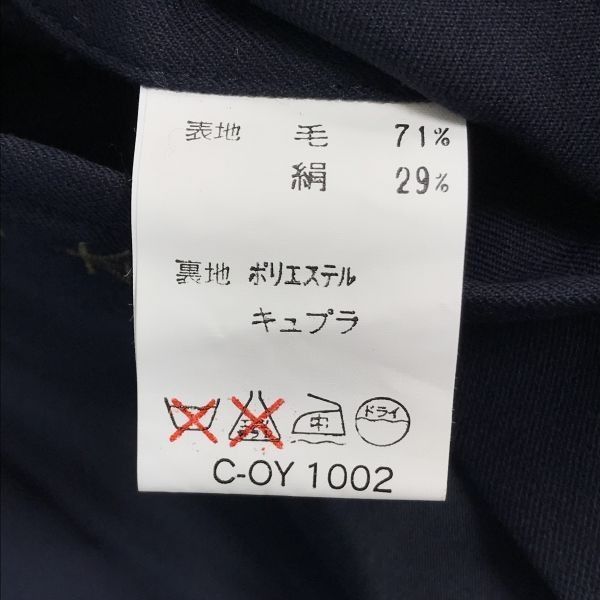 表地 毛 71%
絹 29%
裏地 ポリエステル
キュプラ
中 ドライ
C-OY 1002